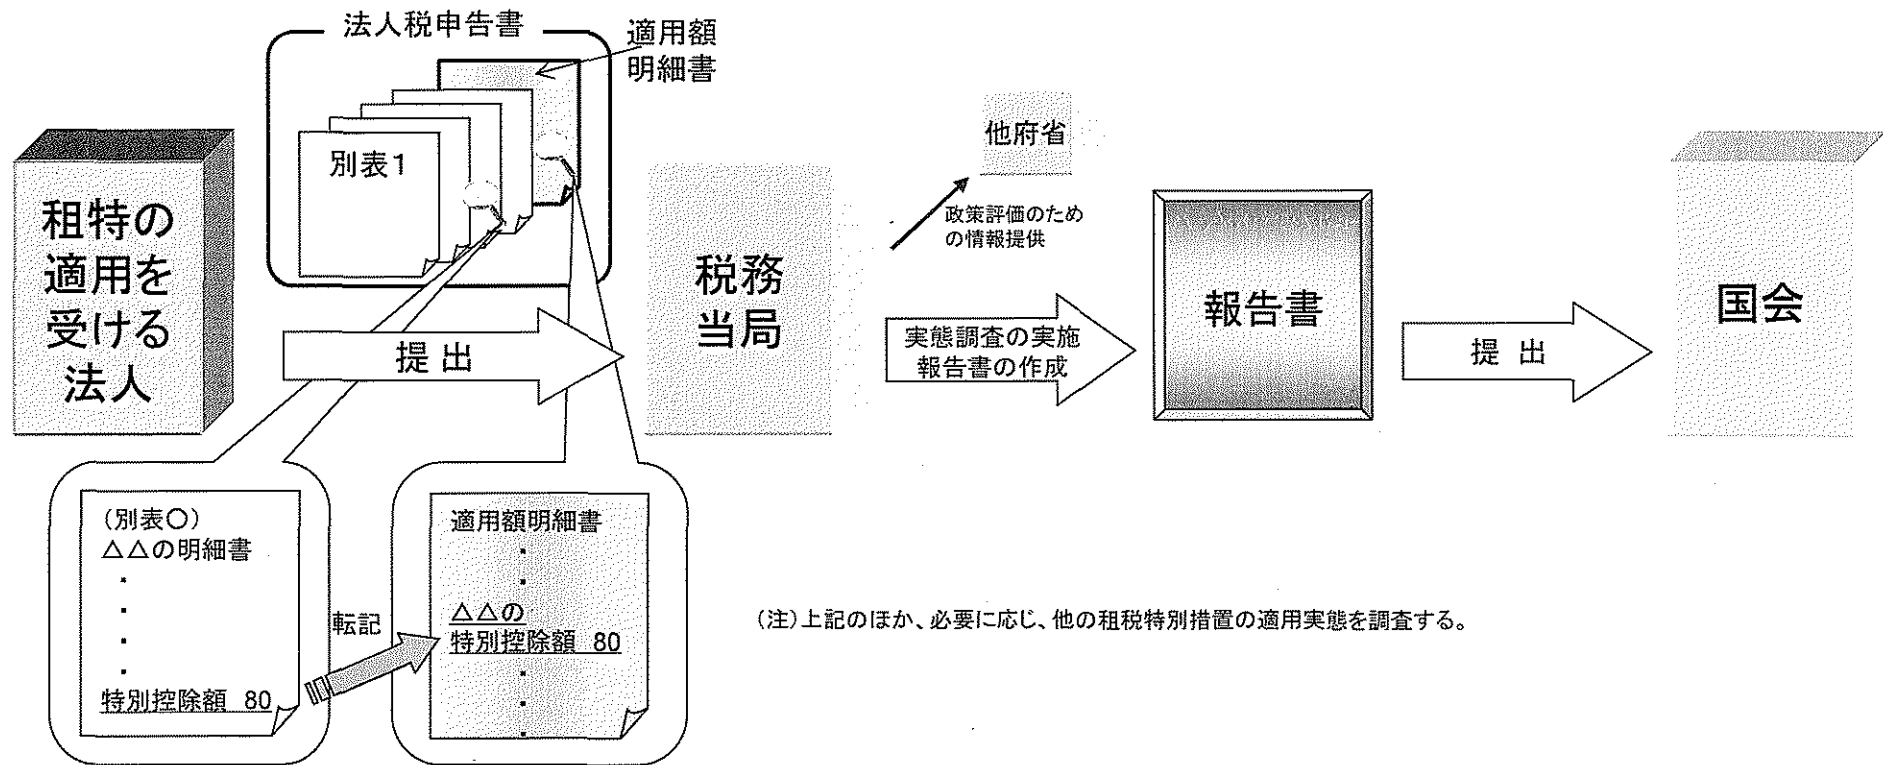 法人税申告書
適用額
明細書
別表1
租特の
適用を
受ける
法人
提出
税務
当局
他府省
政策評価のため
の情報提供
実態調査の実施
報告書の作成
報告書
提 出
国会
(別表〇)
△△の明細書
・
・
・
・
特別控除額 80
転記
適用額明細書
・
・
△△の
特別控除額 80
・
・
・
(注)上記のほか、必要に応じ、他の租税特別措置の適用実態を調査する。